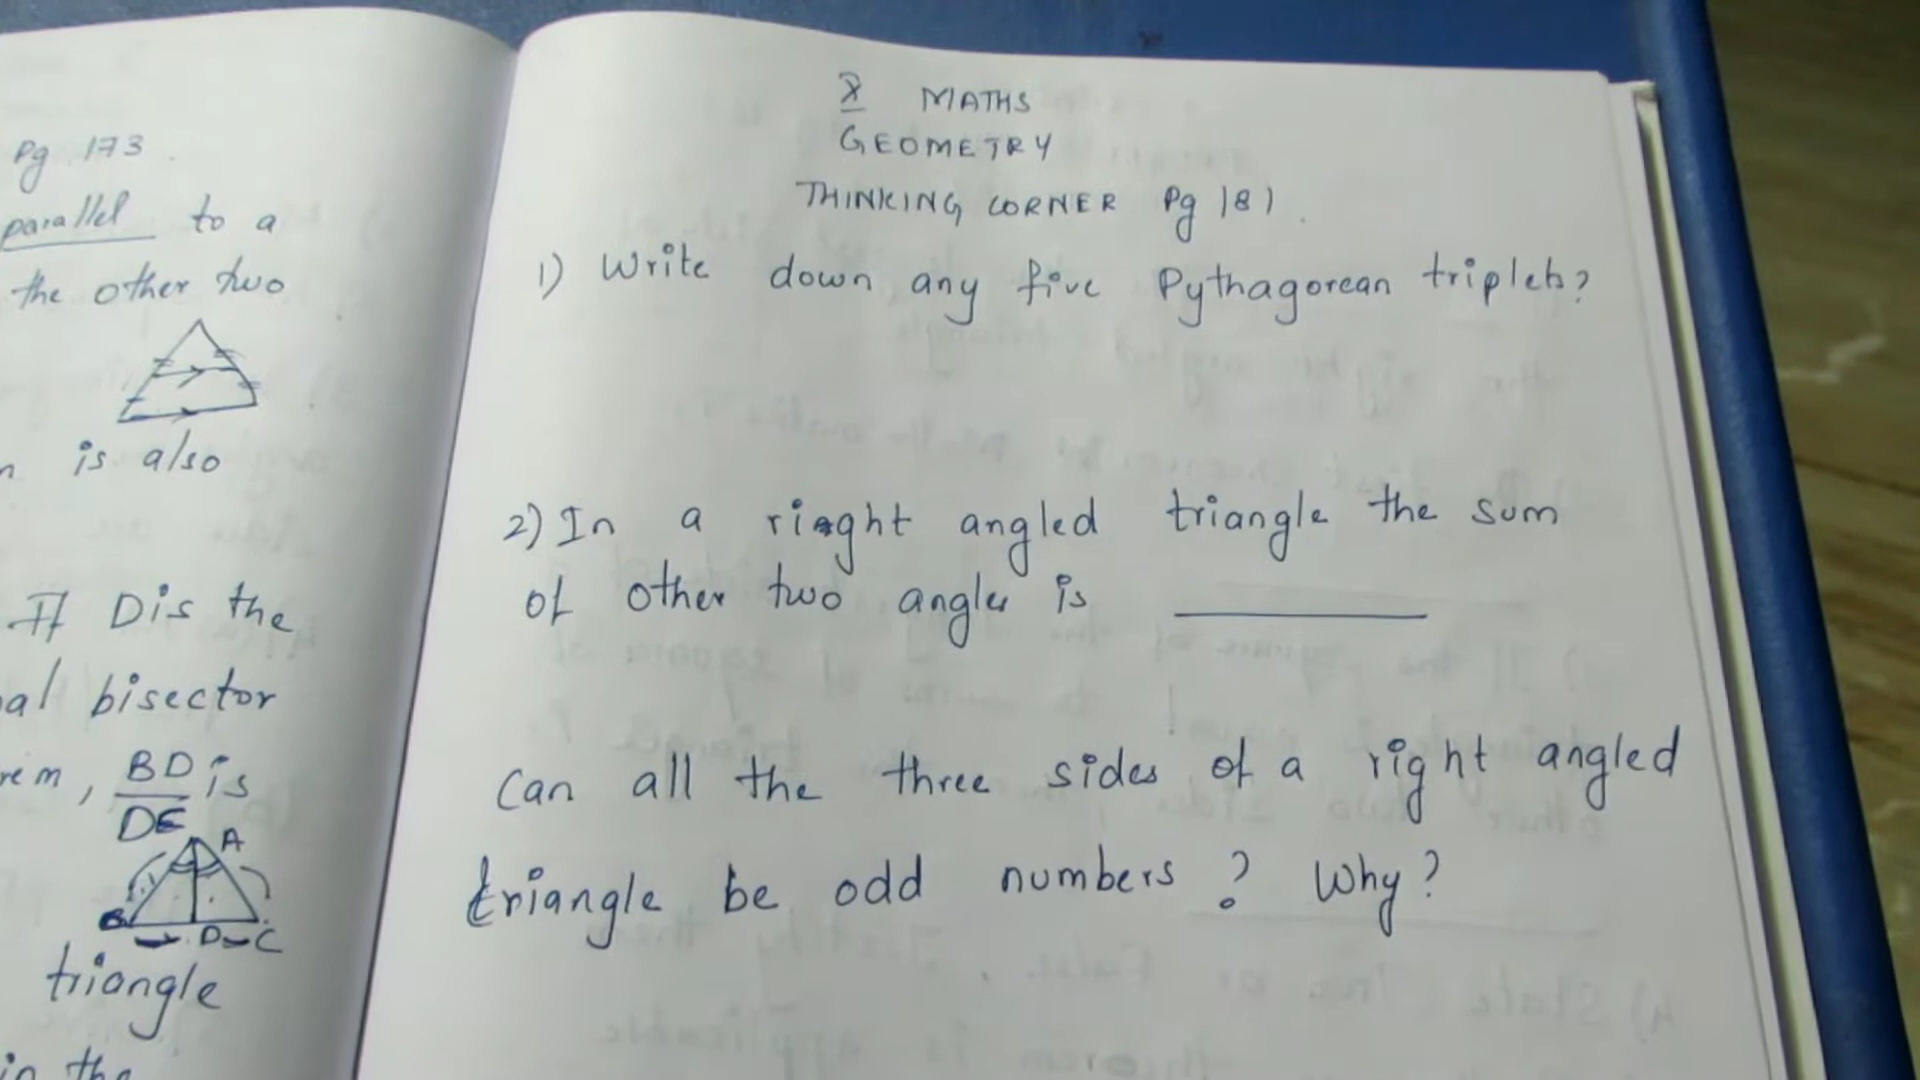 Pg 173
parallel to a
the other two
is also
If D is the
bisector
BD is
DE
A
B D C
triangle
in the
X MATHS
GEOMETRY
THINKING CORNER Pg 181
1) Write down any five Pythagorean triplets?
2) In a right angled triangle the sum
of other two angles is
Can all the three sides of a right angled
triangle be odd numbers? Why?